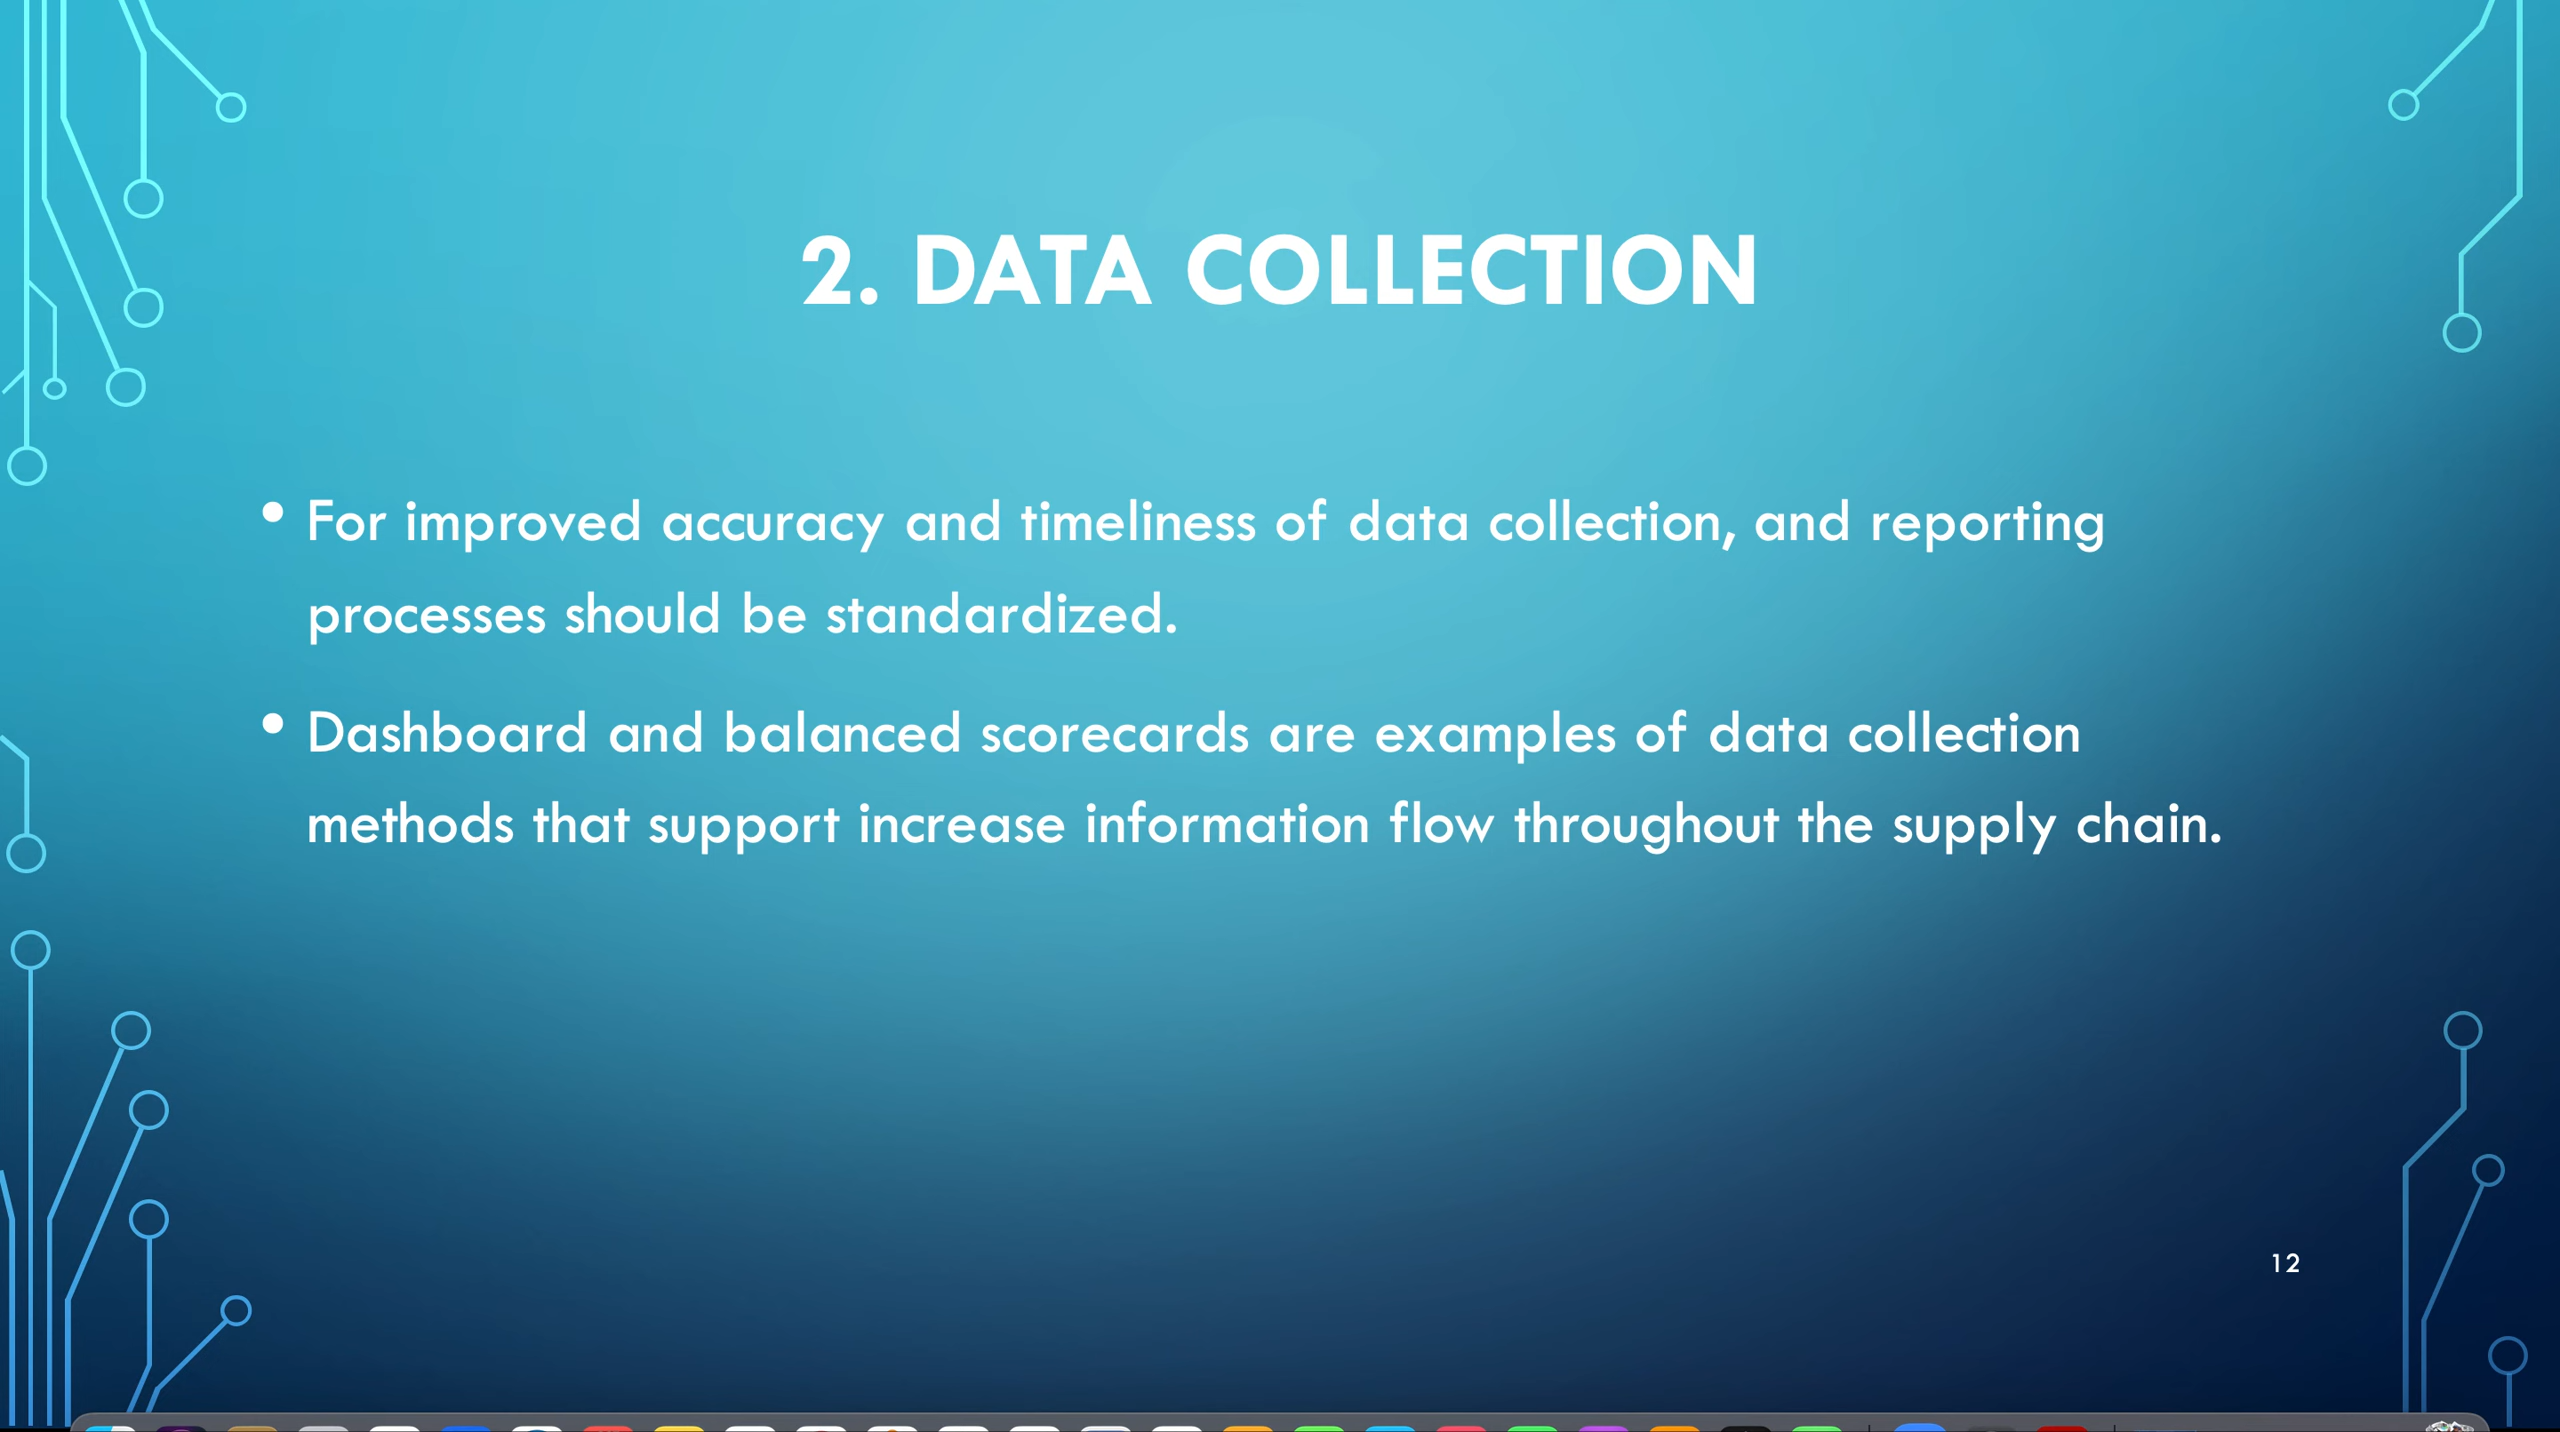 2. DATA COLLECTION
• For improved accuracy and timeliness of data collection, and reporting
processes should be standardized.
• Dashboard and balanced scorecards are examples of data collection
methods that support increase information flow throughout the supply chain.
12